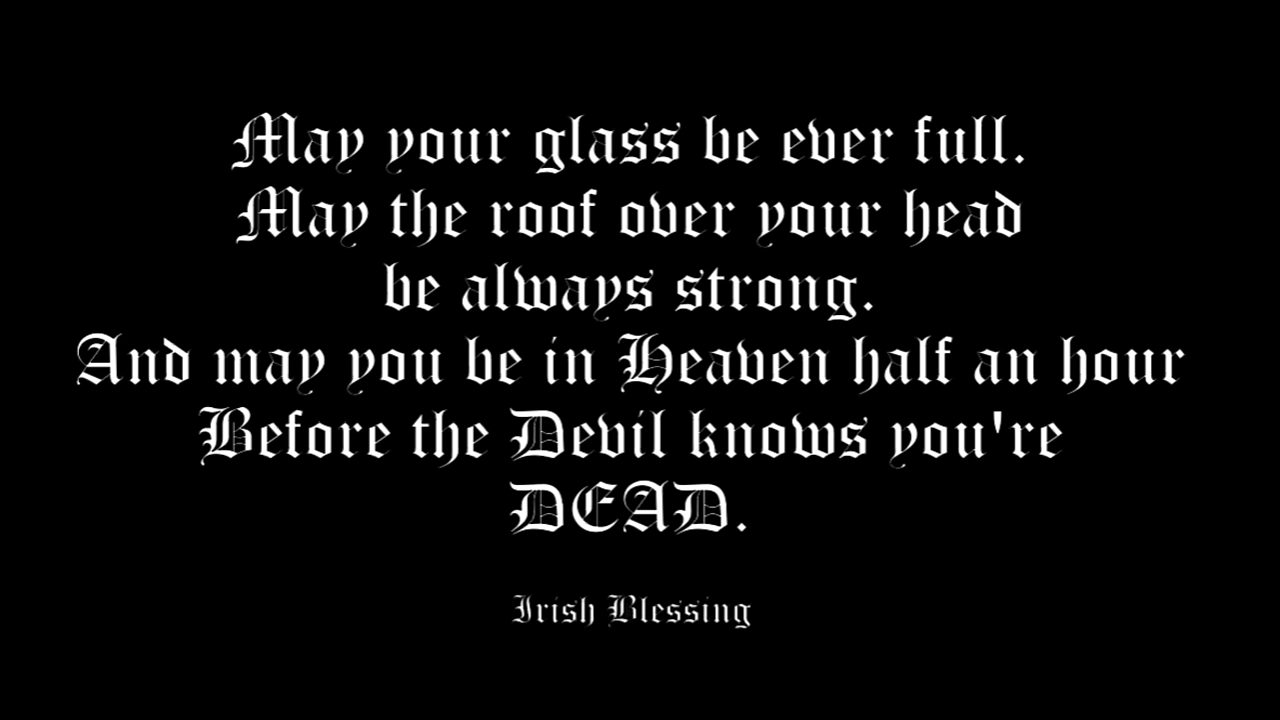 May your glass be ever full.
May the roof over your head
be always strong.
And may you be in Heaven half an hour
Before the Devil knows you're
DEAD.
Irish Blessing